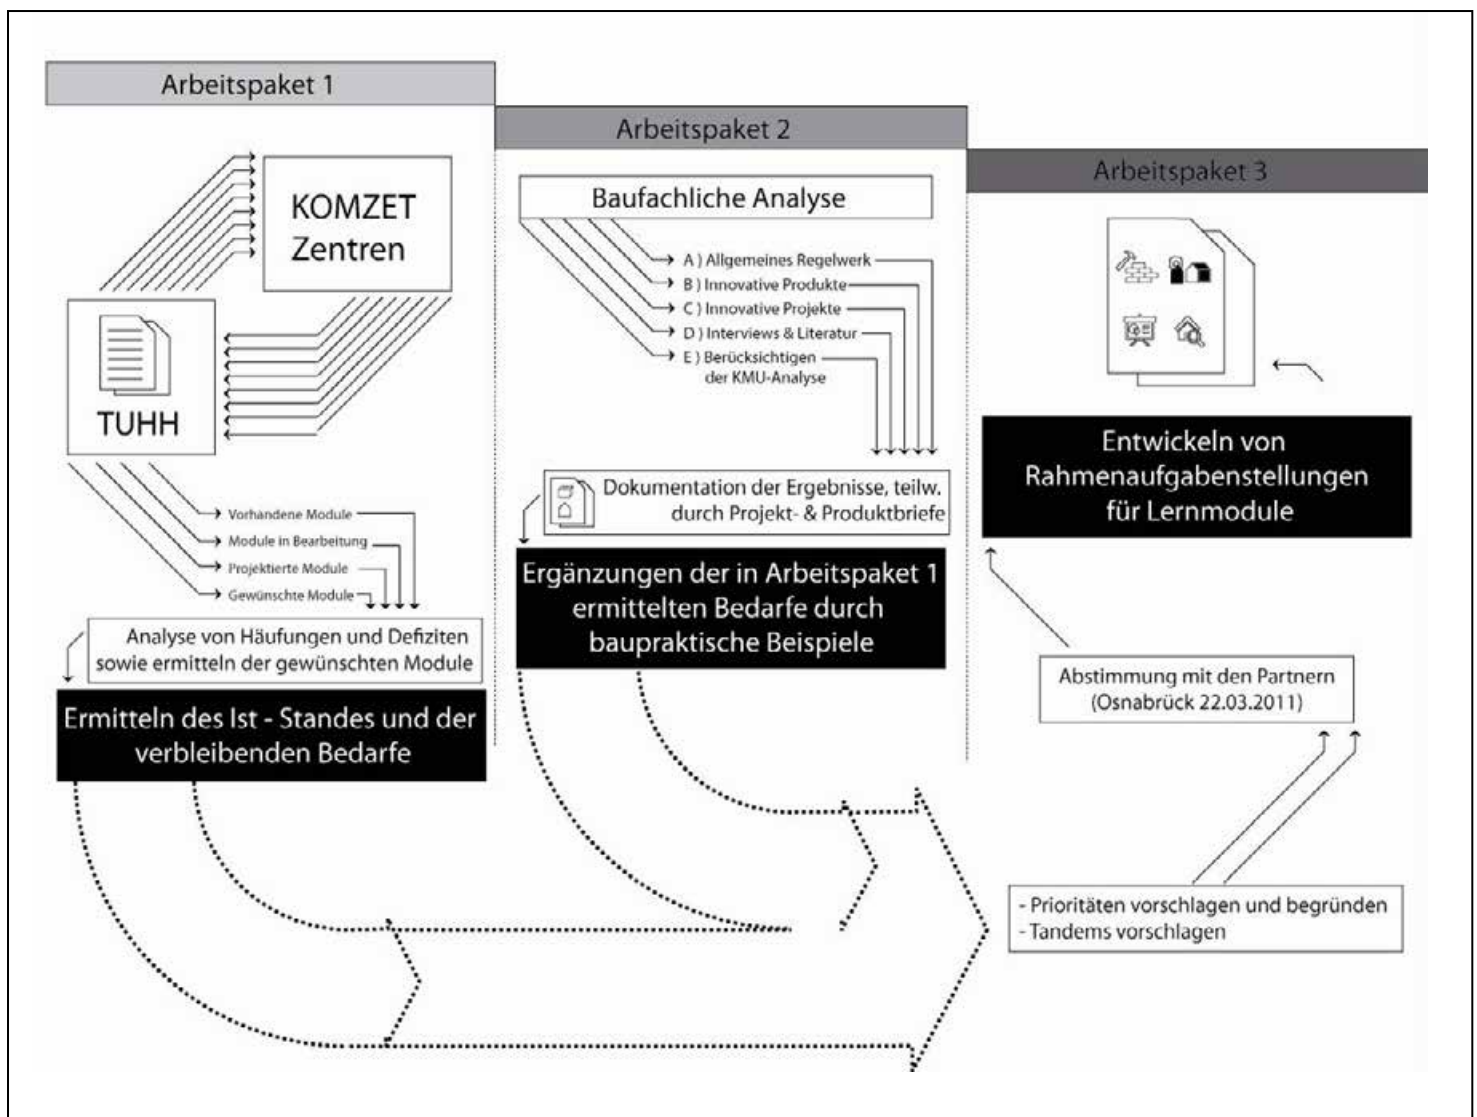 Arbeitspaket 1
KOMZET
Zentren
TUHH
Vorhandene Module
Module in Bearbeitung
Projektierte Module
Gewünschte Module
Analyse von Häufungen und Defiziten
sowie ermitteln der gewünschten Module
Ermitteln des Ist - Standes und der
verbleibenden Bedarfe
Arbeitspaket 2
Baufachliche Analyse
A ) Allgemeines Regelwerk
B ) Innovative Produkte
C ) Innovative Projekte
D ) Interviews & Literatur
E ) Berücksichtigen
der KMU-Analyse
Dokumentation der Ergebnisse, teilw.
durch Projekt- & Produktbriefe
Ergänzungen der in Arbeitspaket 1
ermittelten Bedarfe durch
baupraktische Beispiele
Arbeitspaket 3
Entwickeln von
Rahmenaufgabenstellungen
für Lernmodule
Abstimmung mit den Partnern
(Osnabrück 22.03.2011)
- Prioritäten vorschlagen und begründen
- Tandems vorschlagen